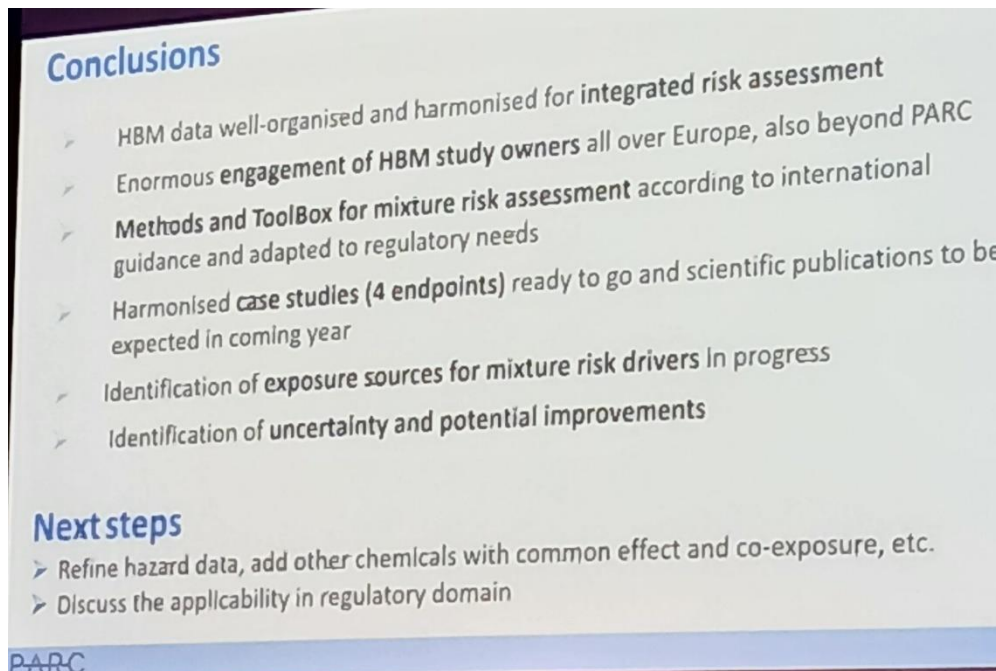 Conclusions
HBM data well-organised and harmonised for integrated risk assessment
Enormous engagement of HBM study owners all over Europe, also beyond PARC
Methods and ToolBox for mixture risk assessment according to international
guidance and adapted to regulatory needs
Harmonised case studies (4 endpoints) ready to go and scientific publications to be
expected in coming year
Identification of exposure sources for mixture risk drivers in progress
Identification of uncertainty and potential improvements
Next steps
Refine hazard data, add other chemicals with common effect and co-exposure, etc.
Discuss the applicability in regulatory domain
PARC